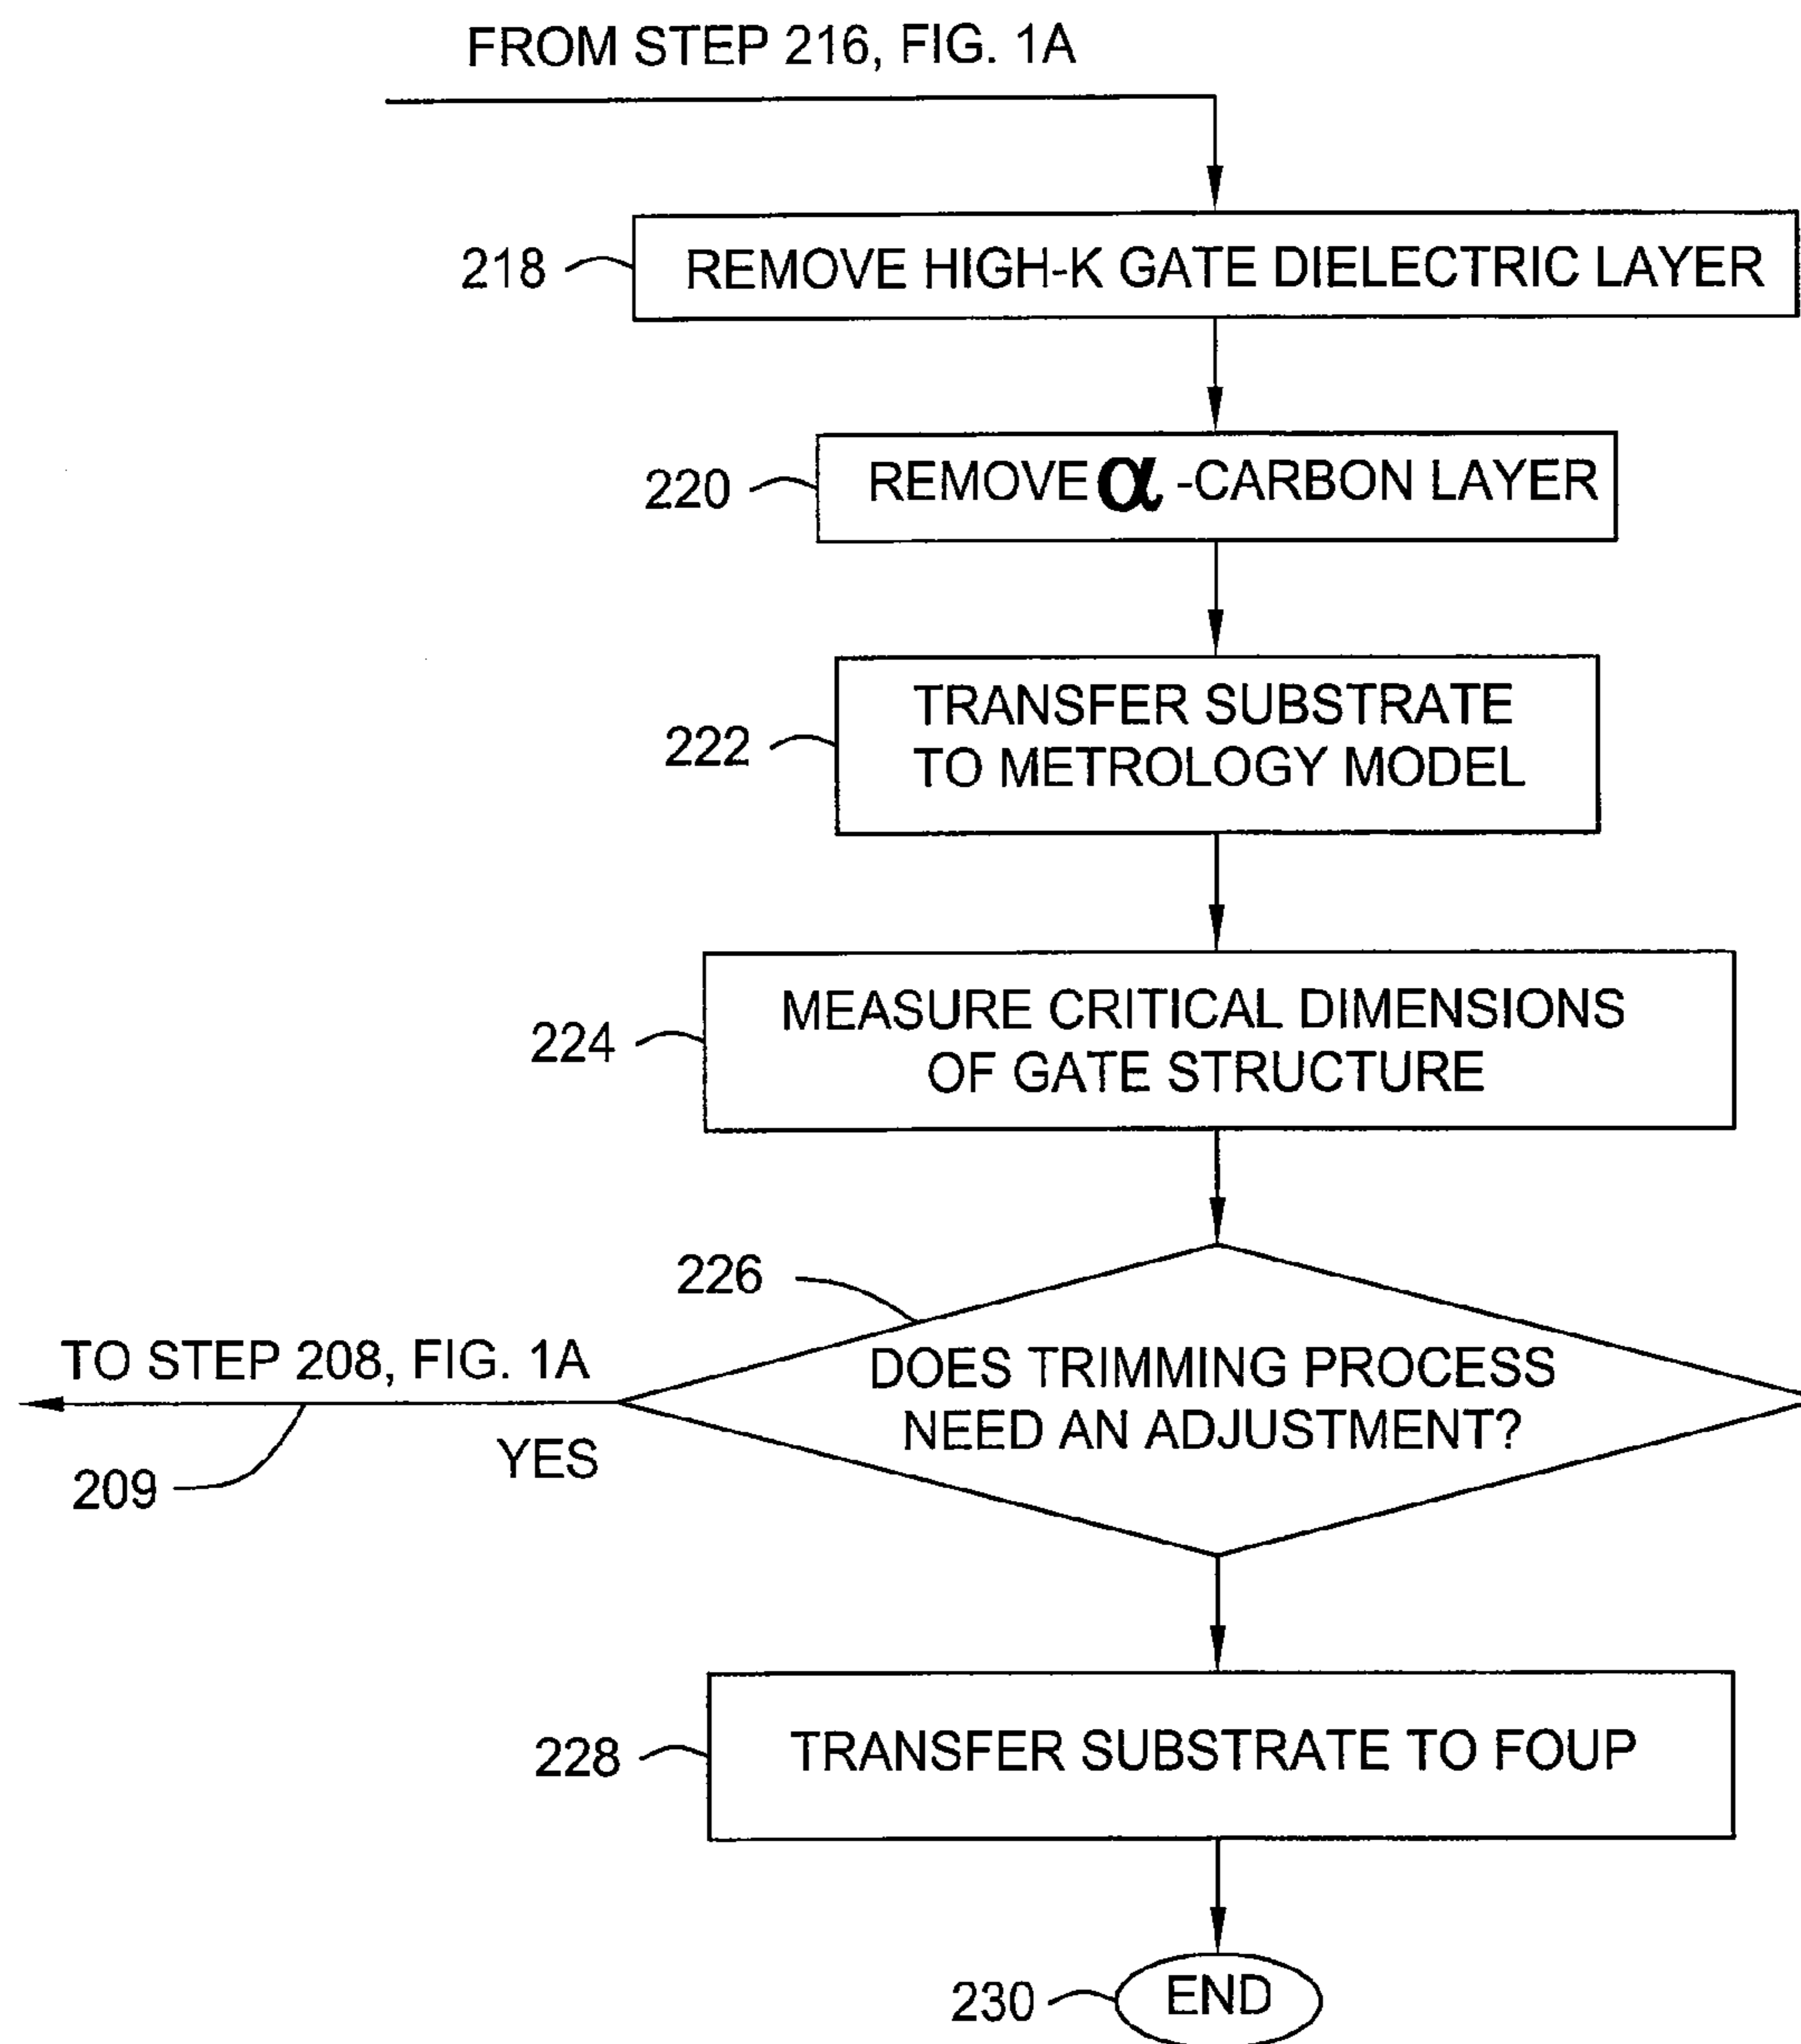 FROM STEP 216, FIG. 1A
218
REMOVE HIGH-K GATE DIELECTRIC LAYER
220
REMOVE α -CARBON LAYER
222
TRANSFER SUBSTRATE
TO METROLOGY MODEL
224
MEASURE CRITICAL DIMENSIONS
OF GATE STRUCTURE
226
TO STEP 208, FIG. 1A
DOES TRIMMING PROCESS
NEED AN ADJUSTMENT?
YES
209
228
TRANSFER SUBSTRATE TO FOUP
230
END